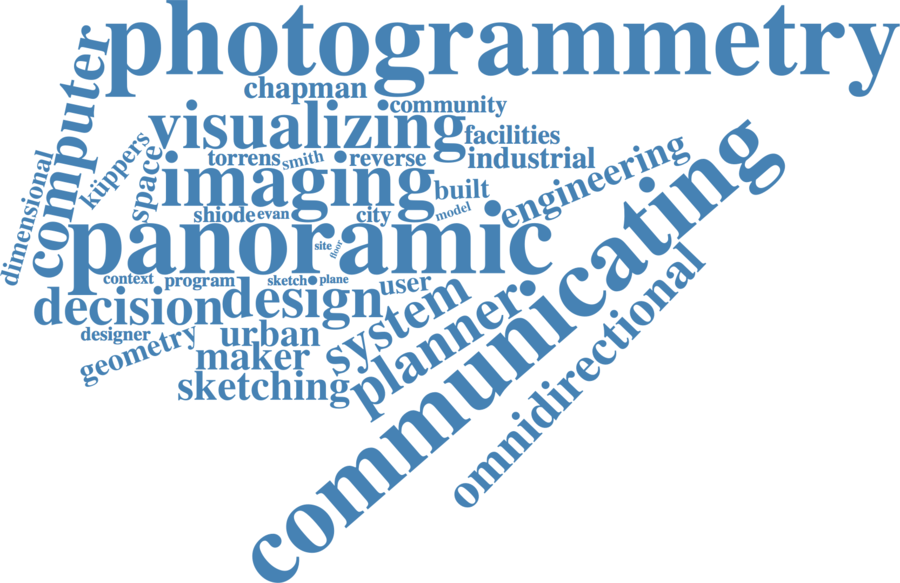 photogrammetry
chapman
community
computer
visualizing
facilities
torrens
smith
reverse
industrial
küppers
space
dimensional
imaging
built
engineering
shiode
evan
city
model
panoramic
site
floor
communicating
context
program
sketch
plane
user
decision
design
system
omnidirectional
designer
urban
planner
geometry
maker
sketching